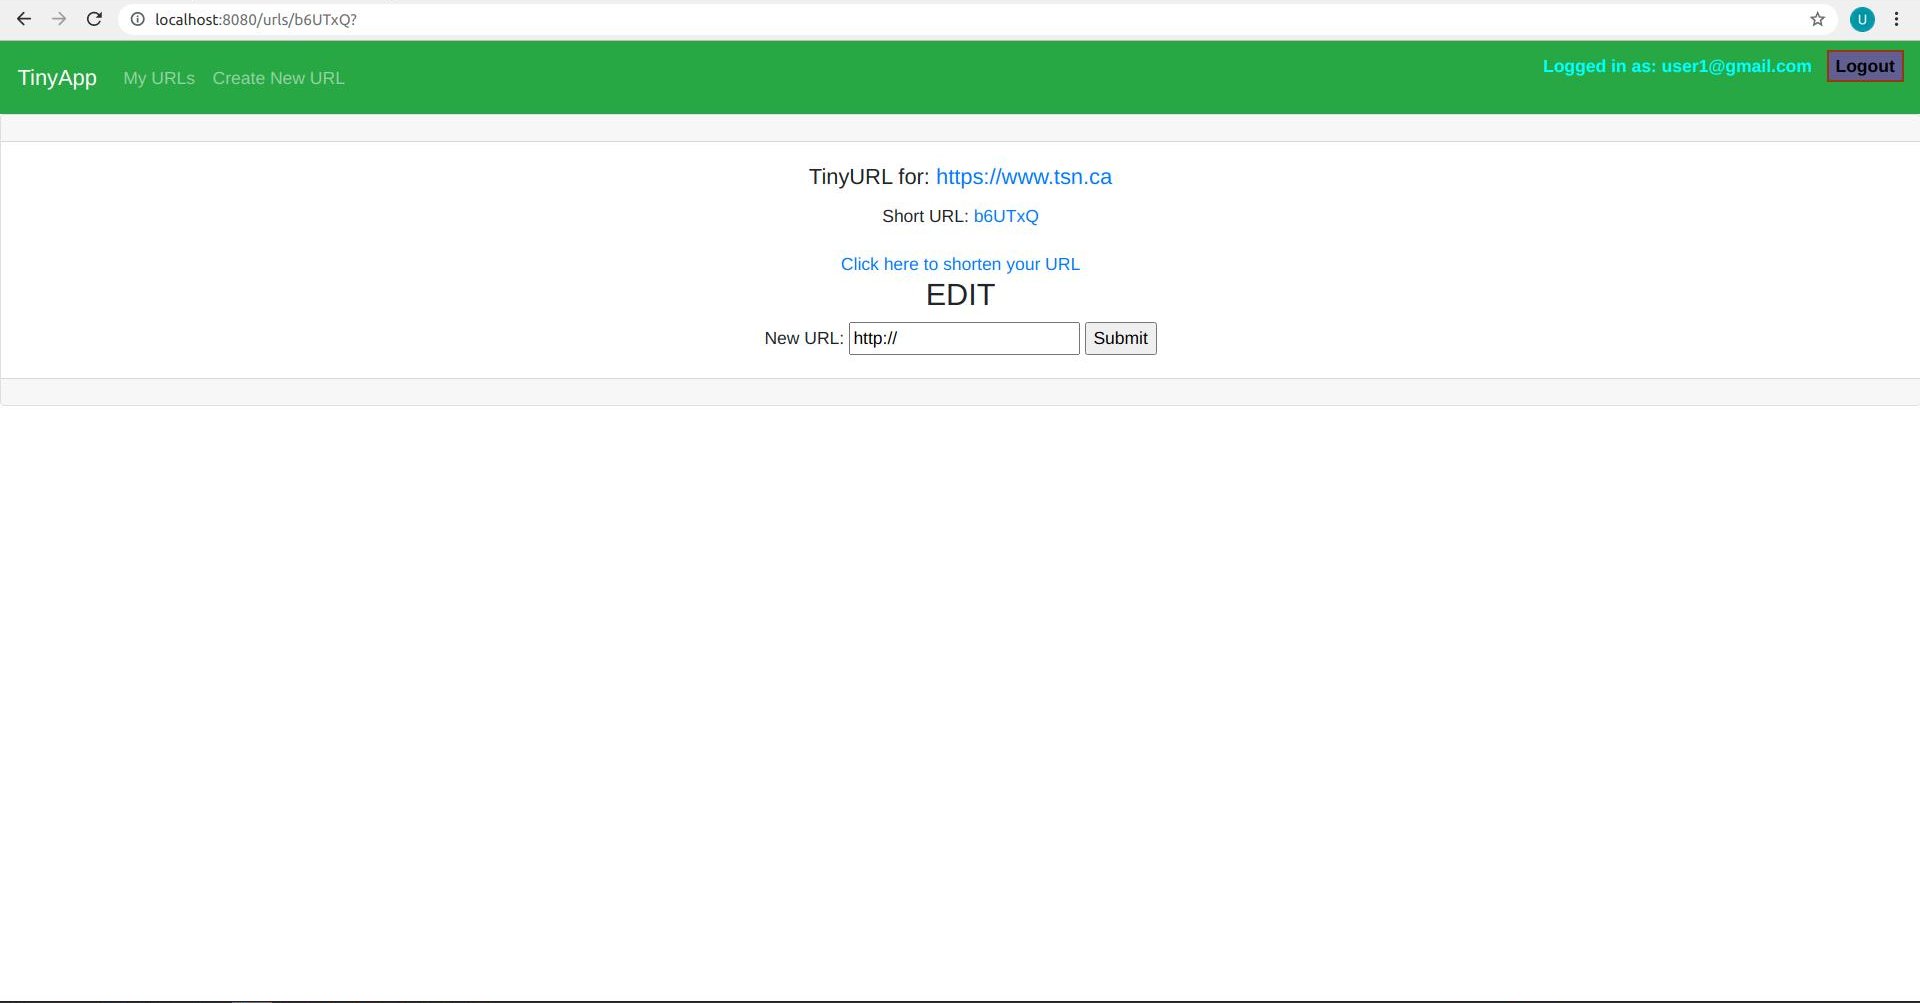 localhost:8080/urls/b6UTxQ?
U
TinyApp My URLs Create New URL Logged in as: user1@gmail.com Logout
TinyURL for: https://www.tsn.ca
Short URL: b6UTxQ
Click here to shorten your URL
EDIT
New URL: http:// Submit